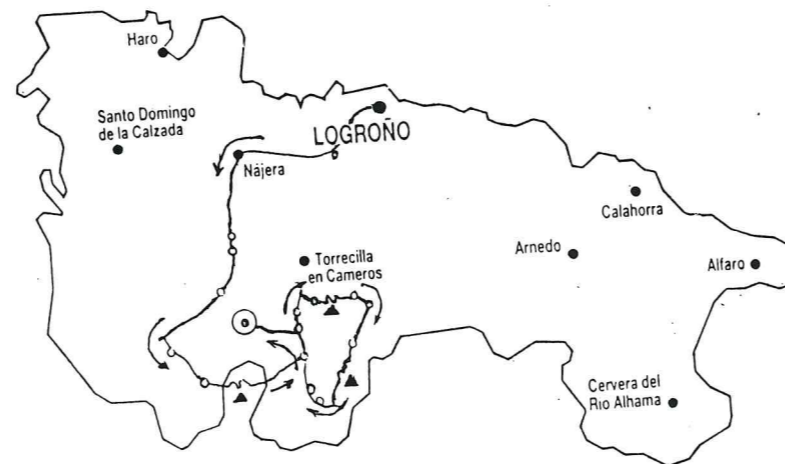 Haro
Santo Domingo
de la Calzada
LOGROÑO
Nájera
Calahorra
Torrecilla
en Cameros
Arnedo
Alfaro
Cervera del
Rio Alhama